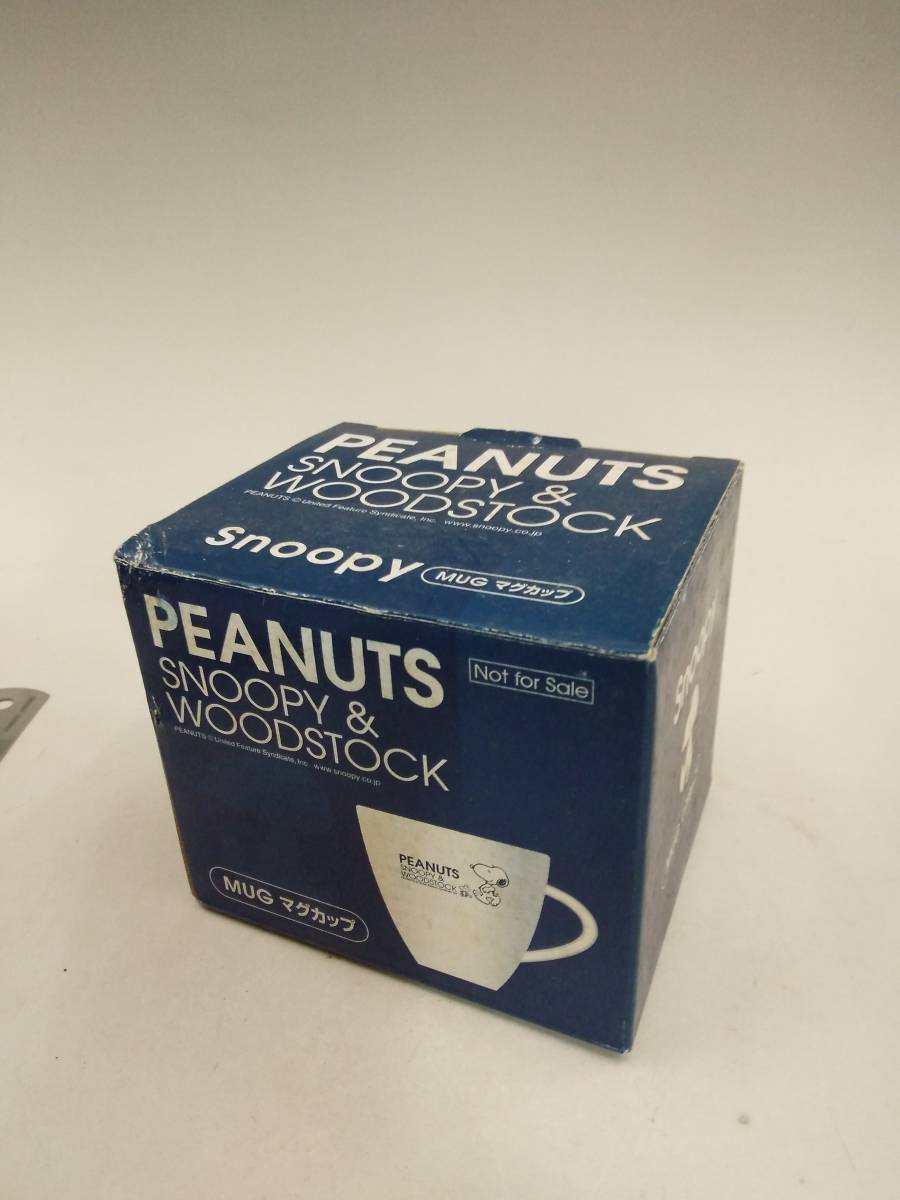 PEANUTS
SNOOPY &
WOODSTOCK
PEANUTS © United Feature Syndicate, Inc. www.snoopy.co.jp
snoopy
MUG マグカップ
PEANUTS
SNOOPY &
WOODSTOCK
PEANUTS © United Feature Syndicate, Inc. www.snoopy.co.jp
Not for Sale
PEANUTS
SNOOPY &
WOODSTOCK
MUG マグカップ
snoopy